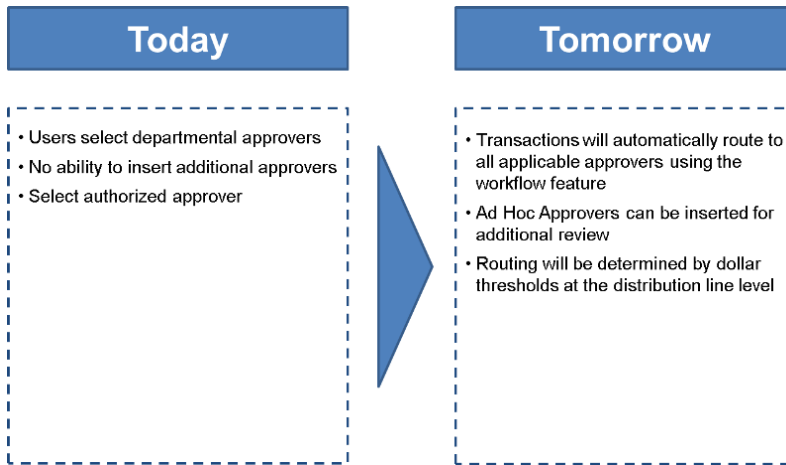 Today
• Users select departmental approvers
• No ability to insert additional approvers
• Select authorized approver
Tomorrow
• Transactions will automatically route to
all applicable approvers using the
workflow feature
• Ad Hoc Approvers can be inserted for
additional review
• Routing will be determined by dollar
thresholds at the distribution line level